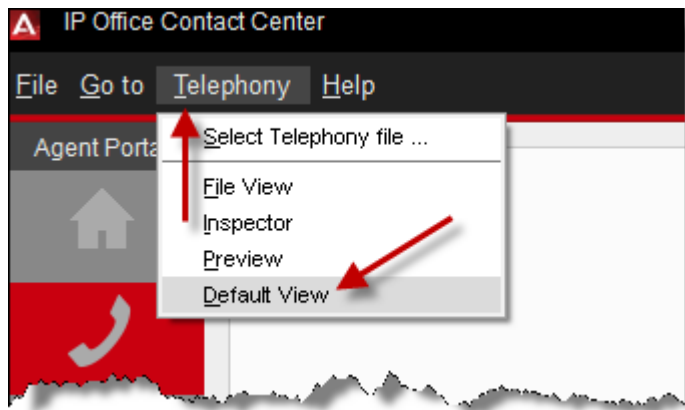 IP Office Contact Center
File Go to Telephony Help
Agent Porta
Select Telephony file ...
File View
Inspector
Preview
Default View